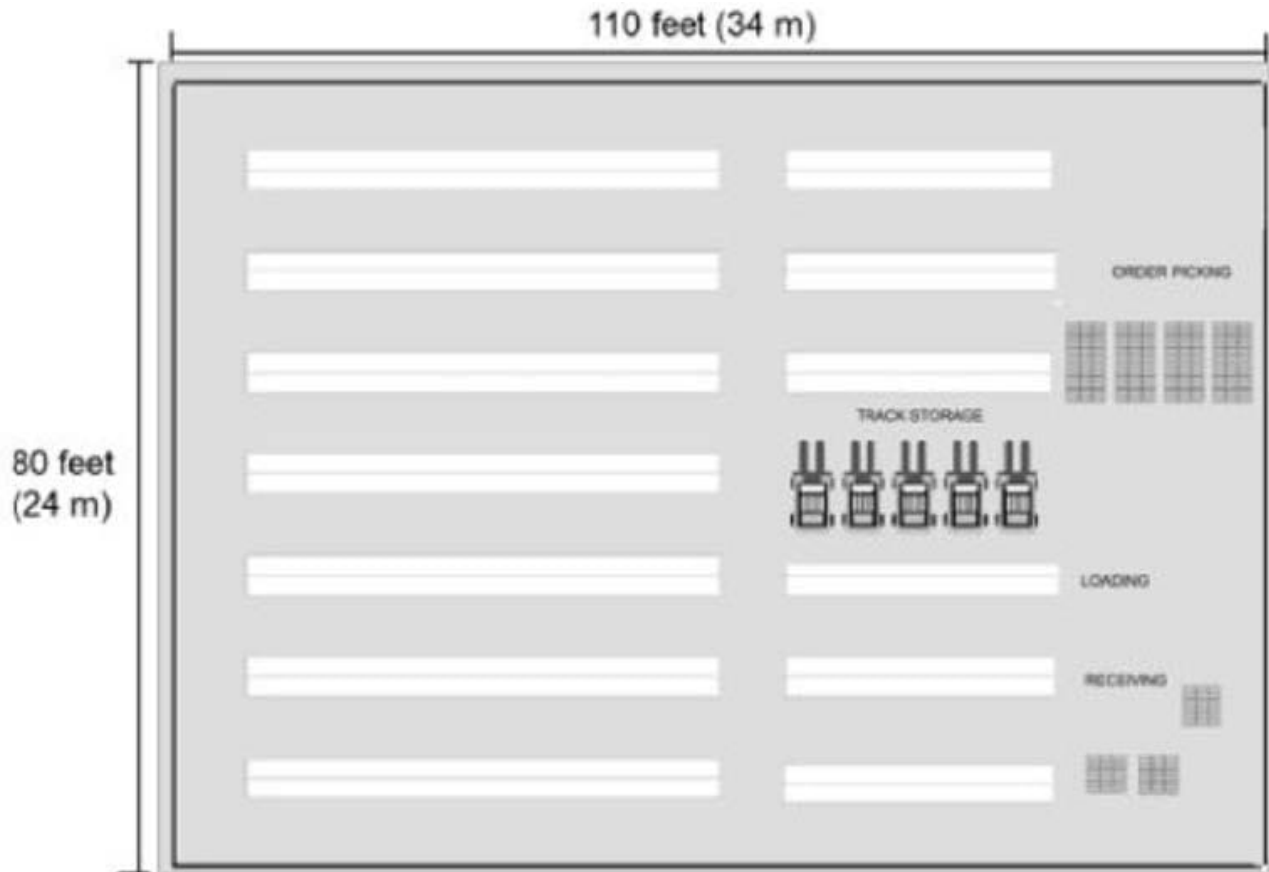 110 feet (34 m)
ORDER PICKING
TRACK STORAGE
80 feet
(24 m)
LOADING
RECEIVING